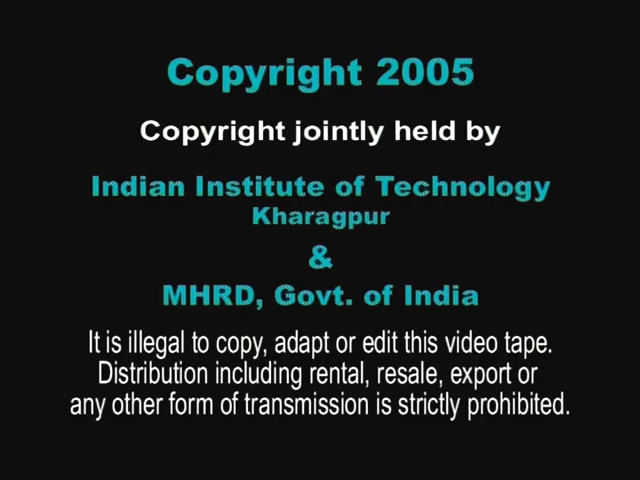 Copyright 2005
Copyright jointly held by
Indian Institute of Technology
Kharagpur
&
MHRD, Govt. of India
It is illegal to copy, adapt or edit this video tape.
Distribution including rental, resale, export or
any other form of transmission is strictly prohibited.